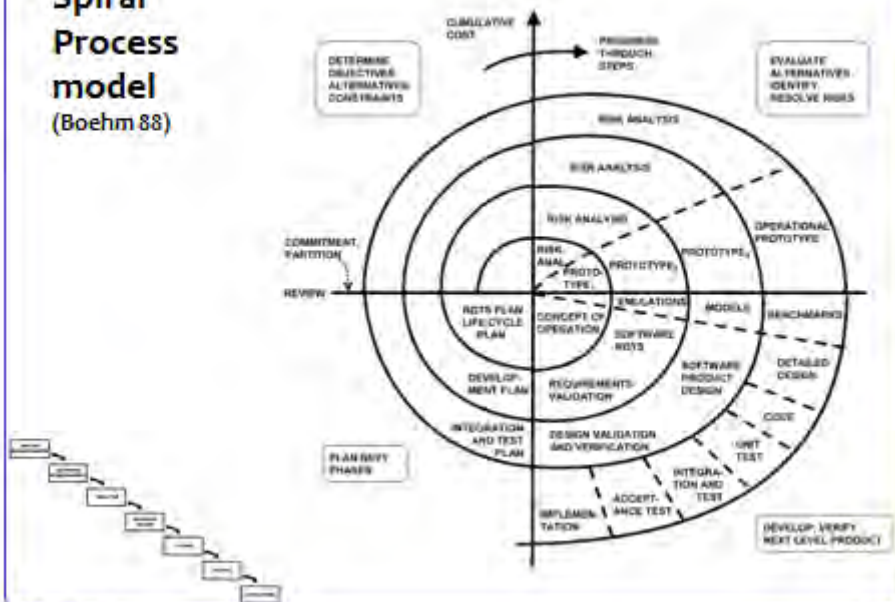 Spiral
Process
model
(Boehm 88)
CUMULATIVE
COST
PROGRESS
THROUGH
STEPS
DETERMINE
OBJECTIVES
ALTERNATIVES
CONSTRAINTS
EVALUATE
ALTERNATIVES
IDENTIFY
RESOLVE RISKS
RISK ANALYSIS
RISK ANALYSIS
RISK ANALYSIS
RISK
ANAL.
COMMITMENT,
PARTITION
REVIEW
PROTO-
TYPE
PROTOTYPE
PROTOTYPE
OPERATIONAL
PROTOTYPE
RQTS PLAN
LIFECYCLE
PLAN
CONCEPT OF
OPERATION
EMULATIONS
MODELS
BENCHMARKS
SOFTWARE
RQTS
SOFTWARE
PRODUCT
DESIGN
DETAILED
DESIGN
DEVELOP-
MENT PLAN
REQUIREMENTS
VALIDATION
CODE
INTEGRATION
AND TEST
PLAN
DESIGN VALIDATION
AND VERIFICATION
UNIT
TEST
INTEGRA-
TION AND
TEST
ACCEPT-
ANCE TEST
IMPLEMEN-
TATION
PLAN NEXT
PHASES
DEVELOP, VERIFY
NEXT LEVEL PRODUCT